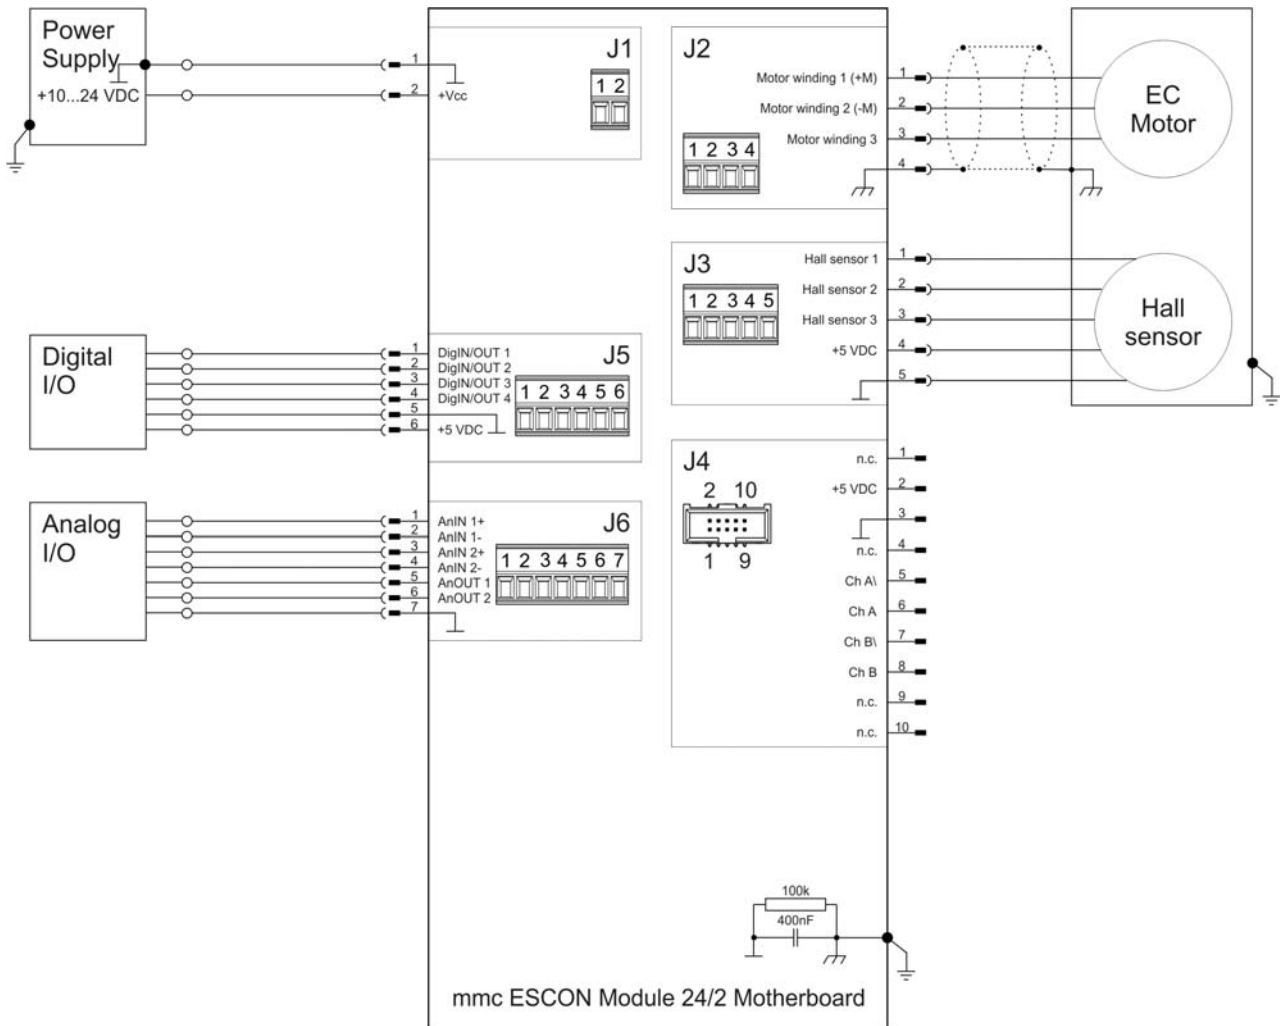 Power
Supply
+10...24 VDC
1
2
+Vcc
J1
1 2
J2
1 2 3 4
Motor winding 1 (+M)
1
Motor winding 2 (-M)
2
Motor winding 3
3
4
EC
Motor
J3
1 2 3 4 5
Hall sensor 1
1
Hall sensor 2
2
Hall sensor 3
3
+5 VDC
4
5
Hall
sensor
Digital
I/O
1
DigIN/OUT 1
2
DigIN/OUT 2
3
DigIN/OUT 3
4
DigIN/OUT 4
5
6
+5 VDC
J5
1 2 3 4 5 6
Analog
I/O
1
AnIN 1+
2
AnIN 1-
3
AnIN 2+
4
AnIN 2-
5
AnOUT 1
6
AnOUT 2
7
J6
1 2 3 4 5 6 7
J4
2 10
1 9
n.c.
1
+5 VDC
2
3
n.c.
4
Ch A\
5
Ch A
6
Ch B\
7
Ch B
8
n.c.
9
n.c.
10
100k
400nF
mmc ESCON Module 24/2 Motherboard